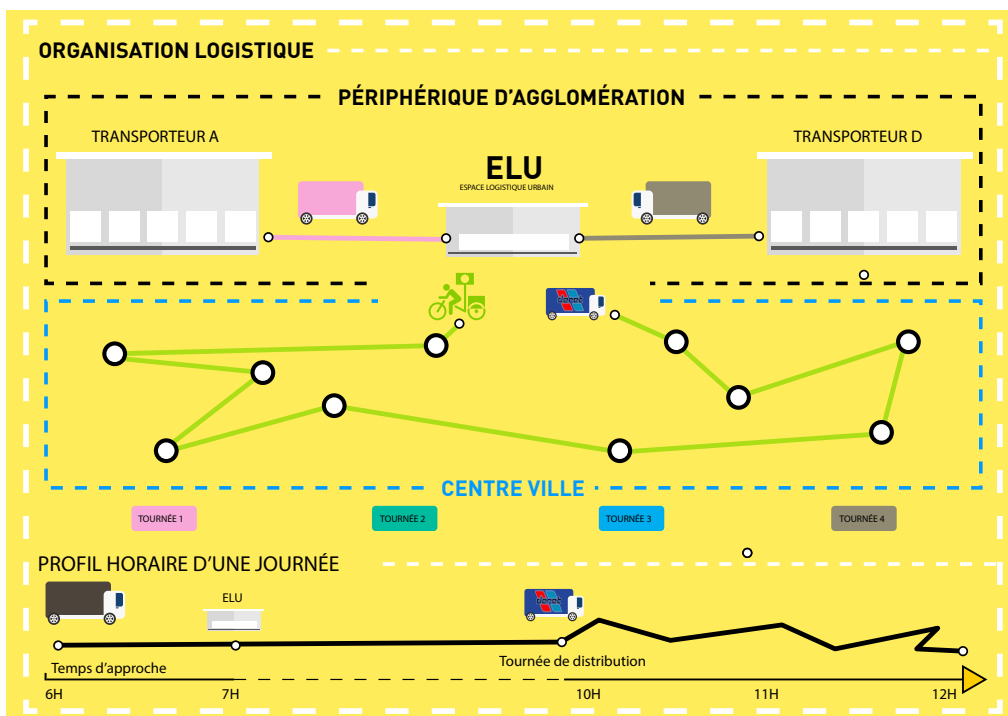 ORGANISATION LOGISTIQUE
PÉRIPHÉRIQUE D'AGGLOMÉRATION
TRANSPORTEUR A
TRANSPORTEUR D
ELU
ESPACE LOGISTIQUE URBAIN
CENTRE VILLE
TOURNÉE 1
TOURNÉE 2
TOURNÉE 3
TOURNÉE 4
PROFIL HORAIRE D'UNE JOURNÉE
ELU
Temps d'approche
Tournée de distribution
6H
7H
10H
11H
12H